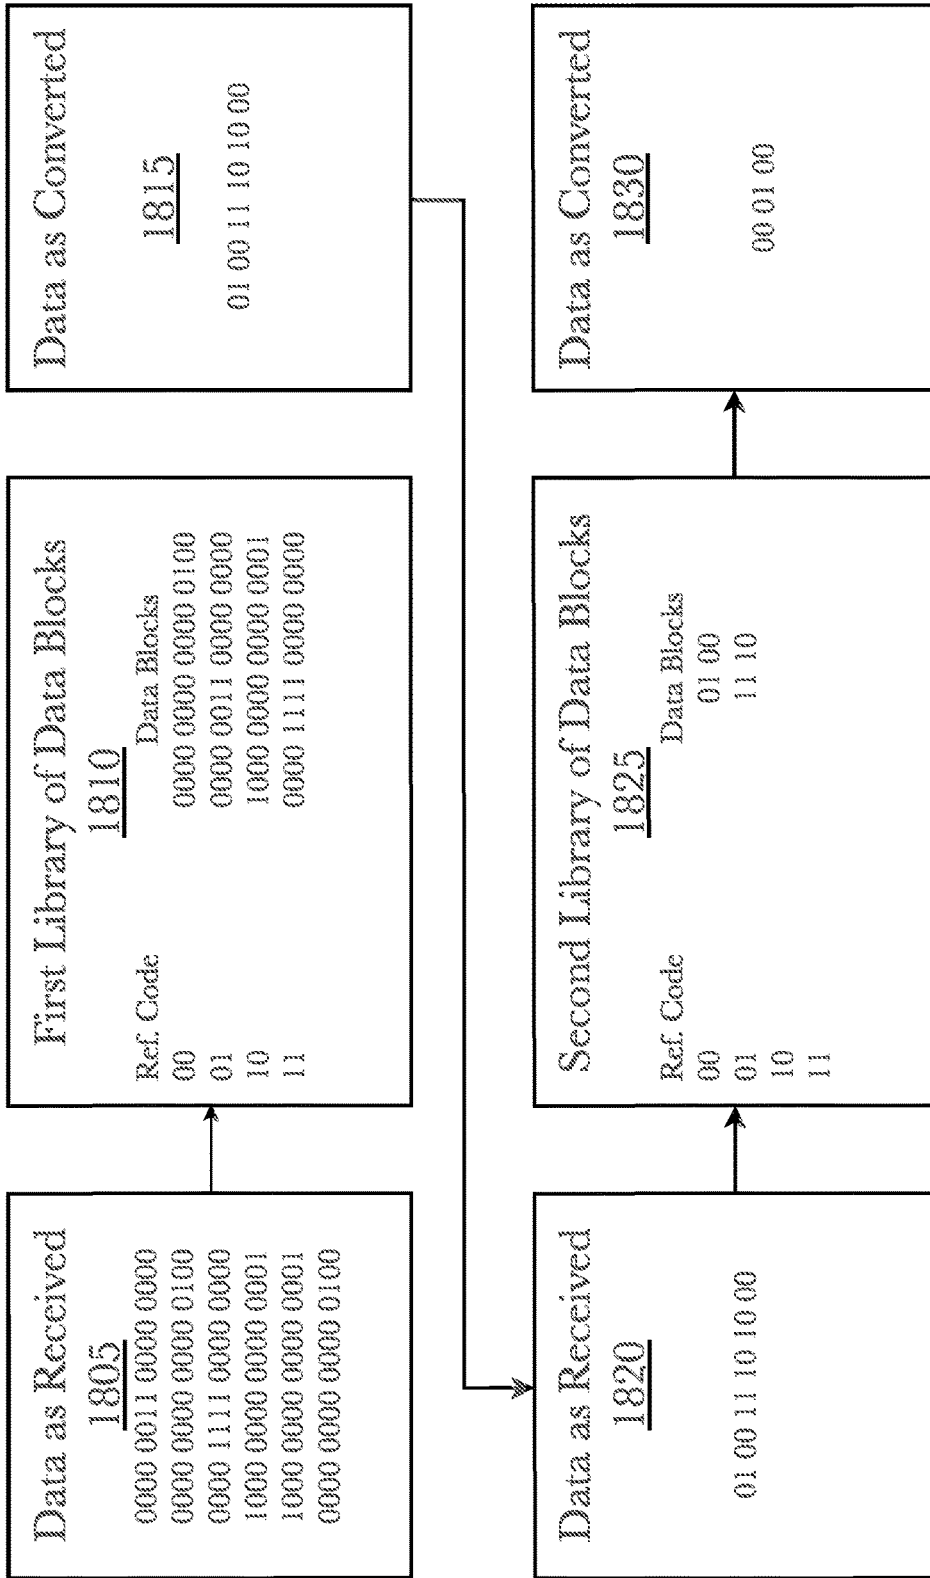 Data as Received
1805
0000 0011 0000 0000
0000 0000 0000 0100
0000 1111 0000 0000
1000 0000 0000 0001
1000 0000 0000 0001
0000 0000 0000 0100
First Library of Data Blocks
1810
Ref. Code Data Blocks
00 0000 0000 0000 0100
01 0000 0011 0000 0000
10 1000 0000 0000 0001
11 0000 1111 0000 0000
Data as Converted
1815
01 00 11 10 10 00
Data as Received
1820
01 00 11 10 10 00
Second Library of Data Blocks
1825
Ref. Code Data Blocks
00 01 00
01 11 10
10
11
Data as Converted
1830
00 01 00